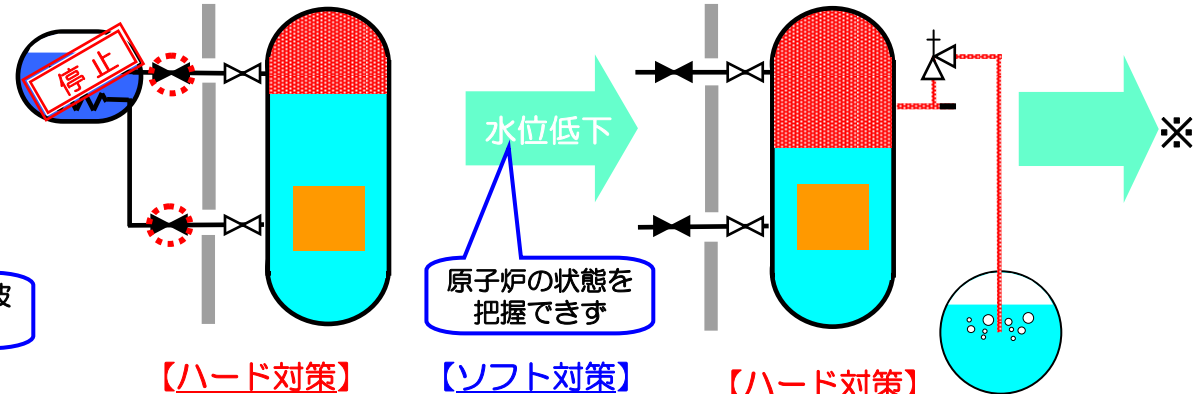 停止
水位低下
※
原子炉の状態を
把握できず
【ハード対策】
【ソフト対策】
【ハード対策】